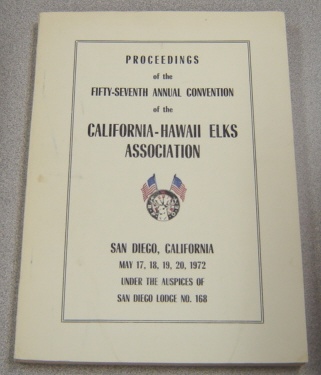 PROCEEDINGS
of the
FIFTY-SEVENTH ANNUAL CONVENTION
of the
CALIFORNIA-HAWAII ELKS
ASSOCIATION
SAN DIEGO, CALIFORNIA
MAY 17, 18, 19, 20, 1972
UNDER THE AUSPICES OF
SAN DIEGO LODGE NO. 168